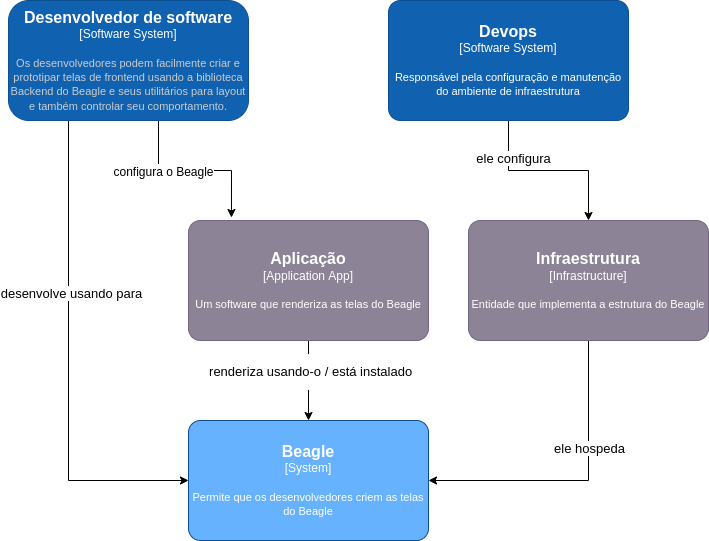 Desenvolvedor de software
[Software System]
Os desenvolvedores podem facilmente criar e
prototipar telas de frontend usando a biblioteca
Backend do Beagle e seus utilitários para layout
e também controlar seu comportamento.
Devops
[Software System]
Responsável pela configuração e manutenção
do ambiente de infraestrutura
ele configura
configura o Beagle
Aplicação
[Application App]
Um software que renderiza as telas do Beagle
Infraestrutura
[Infrastructure]
Entidade que implementa a estrutura do Beagle
desenvolve usando para
renderiza usando-o / está instalado
ele hospeda
Beagle
[System]
Permite que os desenvolvedores criem as telas
do Beagle